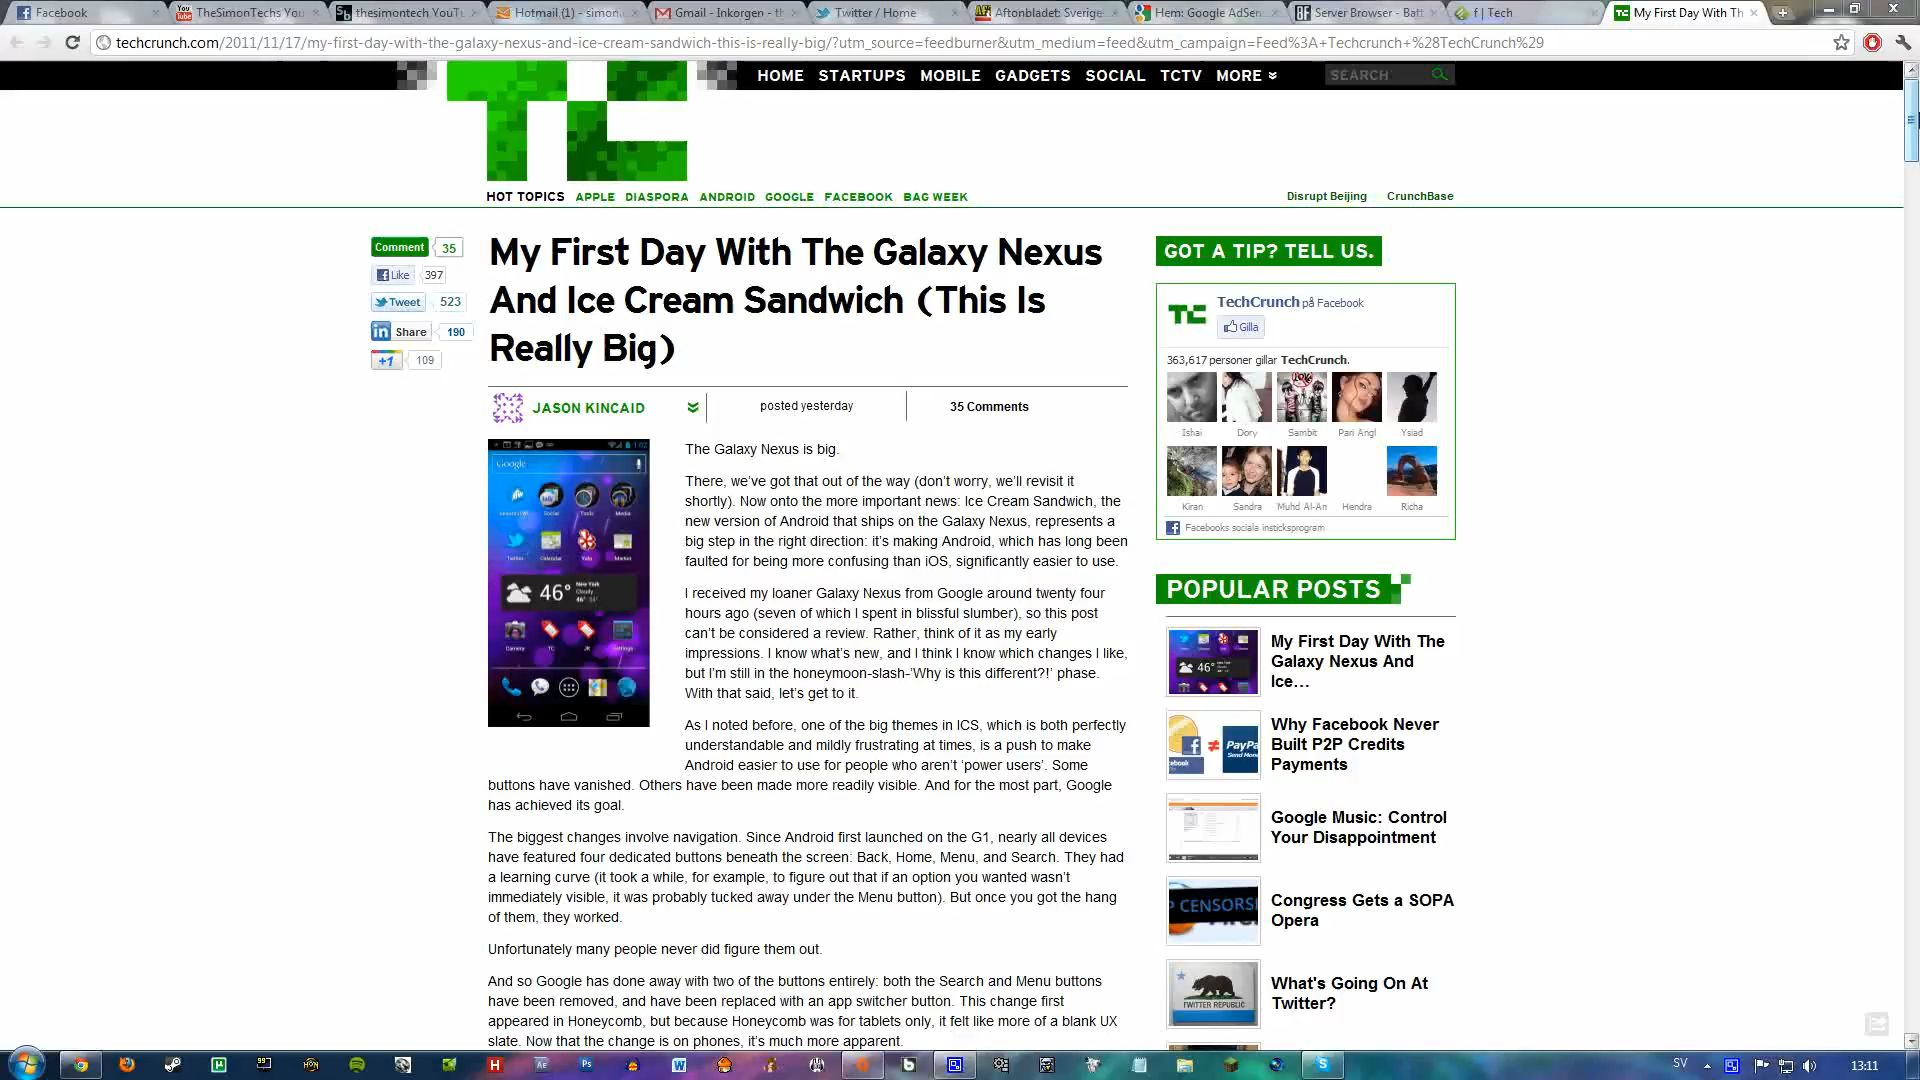 Facebook
TheSimonTechs You
thesimontech YouTu
Hotmail (1) - simon.
Gmail - Inkorgen - th
Twitter / Home
Aftonbladet: Sverige
Hem: Google AdSen
Server Browser - Batt
f | Tech
My First Day With Th
techcrunch.com/2011/11/17/my-first-day-with-the-galaxy-nexus-and-ice-cream-sandwich-this-is-really-big/?utm_source=feedburner&utm_medium=feed&utm_campaign=Feed%3A+Techcrunch+%28TechCrunch%29
HOME STARTUPS MOBILE GADGETS SOCIAL TCTV MORE
SEARCH
TC
HOT TOPICS APPLE DIASPORA ANDROID GOOGLE FACEBOOK BAG WEEK
Disrupt Beijing CrunchBase
Comment 35
Like 397
Tweet 523
in Share 190
+1 109
My First Day With The Galaxy Nexus
And Ice Cream Sandwich (This Is
Really Big)
JASON KINCAID
posted yesterday
35 Comments
Google
1:02
46°
New York
Cloudy
The Galaxy Nexus is big.
There, we've got that out of the way (don't worry, we'll revisit it
shortly). Now onto the more important news: Ice Cream Sandwich, the
new version of Android that ships on the Galaxy Nexus, represents a
big step in the right direction: it's making Android, which has long been
faulted for being more confusing than iOS, significantly easier to use.
I received my loaner Galaxy Nexus from Google around twenty four
hours ago (seven of which I spent in blissful slumber), so this post
can't be considered a review. Rather, think of it as my early
impressions. I know what's new, and I think I know which changes I like,
but I'm still in the honeymoon-slash-'Why is this different?!' phase.
With that said, let's get to it.
As I noted before, one of the big themes in ICS, which is both perfectly
understandable and mildly frustrating at times, is a push to make
Android easier to use for people who aren't 'power users'. Some
buttons have vanished. Others have been made more readily visible. And for the most part, Google
has achieved its goal.
The biggest changes involve navigation. Since Android first launched on the G1, nearly all devices
have featured four dedicated buttons beneath the screen: Back, Home, Menu, and Search. They had
a learning curve (it took a while, for example, to figure out that if an option you wanted wasn't
immediately visible, it was probably tucked away under the Menu button). But once you got the hang
of them, they worked.
Unfortunately many people never did figure them out.
And so Google has done away with two of the buttons entirely: both the Search and Menu buttons
have been removed, and have been replaced with an app switcher button. This change first
appeared in Honeycomb, but because Honeycomb was for tablets only, it felt like more of a blank UX
slate. Now that the change is on phones, it's much more apparent.
GOT A TIP? TELL US.
TechCrunch på Facebook
Gilla
363,617 personer gillar TechCrunch.
Ishai Dory Sambit Pari Angl Ysiad
Kiran Sandra Muhd Al-An Hendra Richa
Facebooks sociala insticksprogram
POPULAR POSTS
My First Day With The
Galaxy Nexus And
Ice…
Why Facebook Never
Built P2P Credits
Payments
Google Music: Control
Your Disappointment
Congress Gets a SOPA
Opera
What's Going On At
Twitter?
TWITTER REPUBLIC
SV
13:11